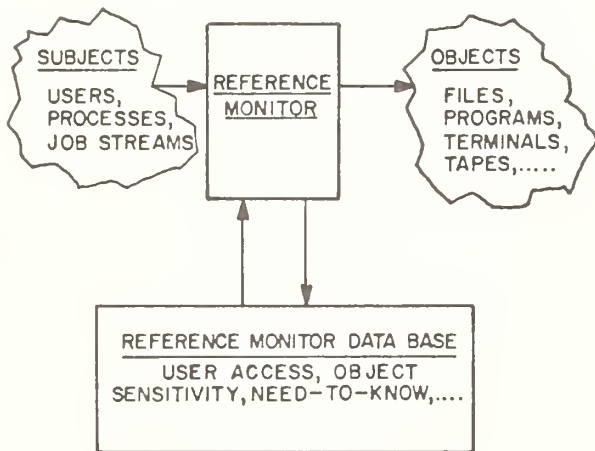 SUBJECTS
USERS,
PROCESSES,
JOB STREAMS
REFERENCE
MONITOR
OBJECTS
FILES,
PROGRAMS,
TERMINALS,
TAPES,.....
REFERENCE MONITOR DATA BASE
USER ACCESS, OBJECT
SENSITIVITY, NEED-TO-KNOW,....